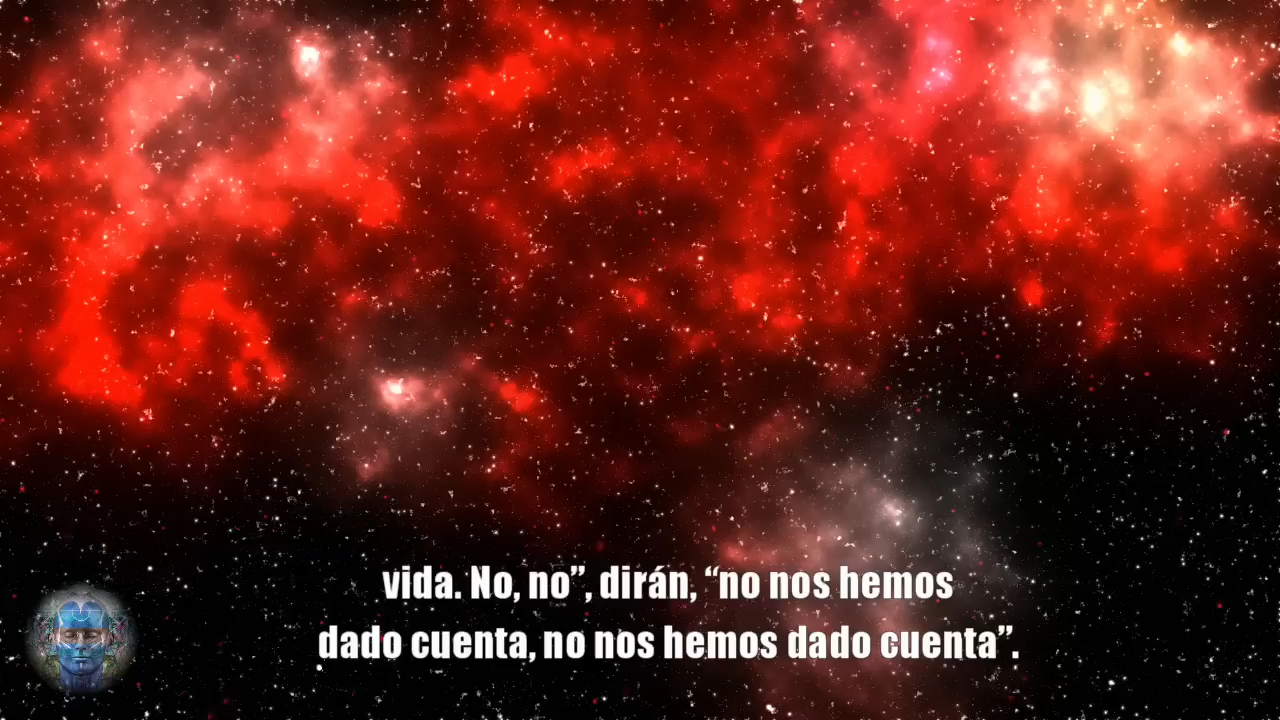 vida. No, no”, dirán, “no nos hemos
dado cuenta, no nos hemos dado cuenta”.